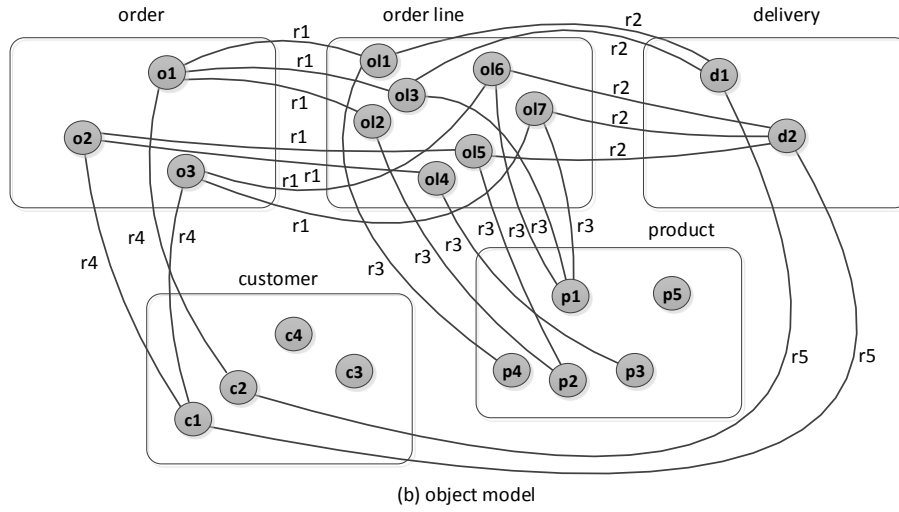 order
order line
delivery
r1
r2
o1
r1
ol1
r2
d1
ol6
r1
ol3
ol7
r2
ol2
o2
r1
d2
ol5
r2
o3
r1
r1
ol4
r1
r4
r4
r4
r3
r3
r3
r3
r3
r3
product
customer
p1
p5
c4
c3
p4
p2
p3
r5
r5
c2
c1
(b) object model